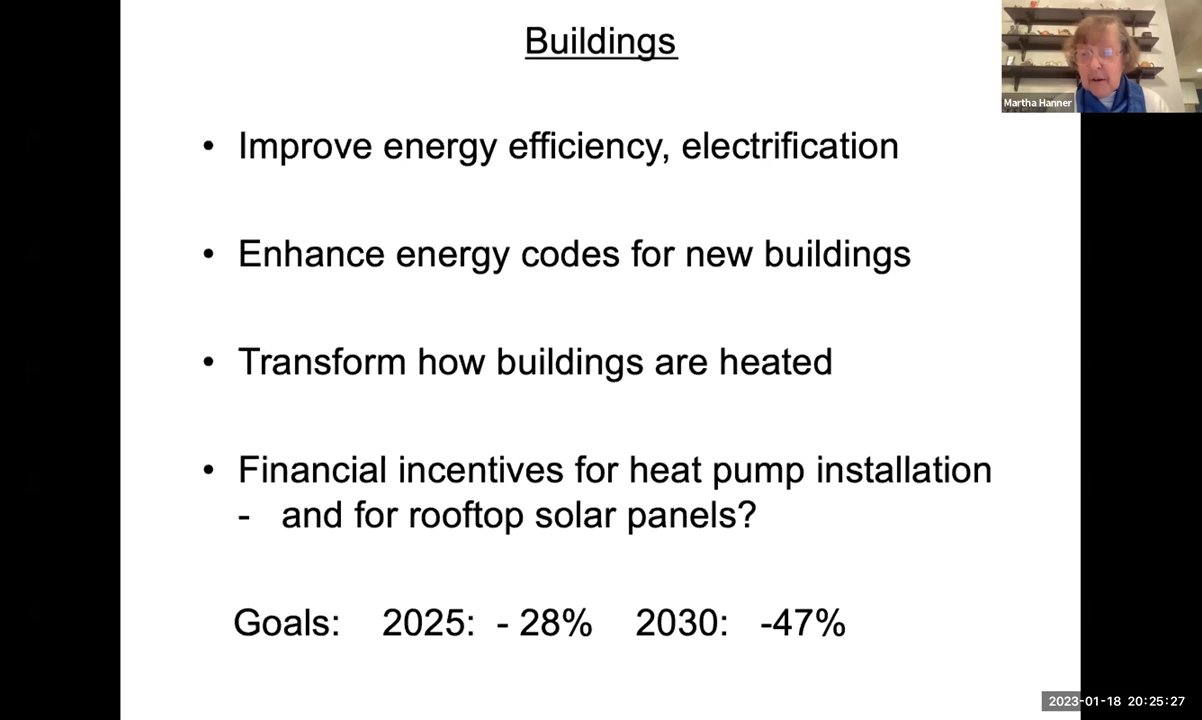 Buildings
Martha Hanner
• Improve energy efficiency, electrification
• Enhance energy codes for new buildings
• Transform how buildings are heated
• Financial incentives for heat pump installation
- and for rooftop solar panels?
Goals: 2025: - 28% 2030: -47%
2023-01-18 20:25:27